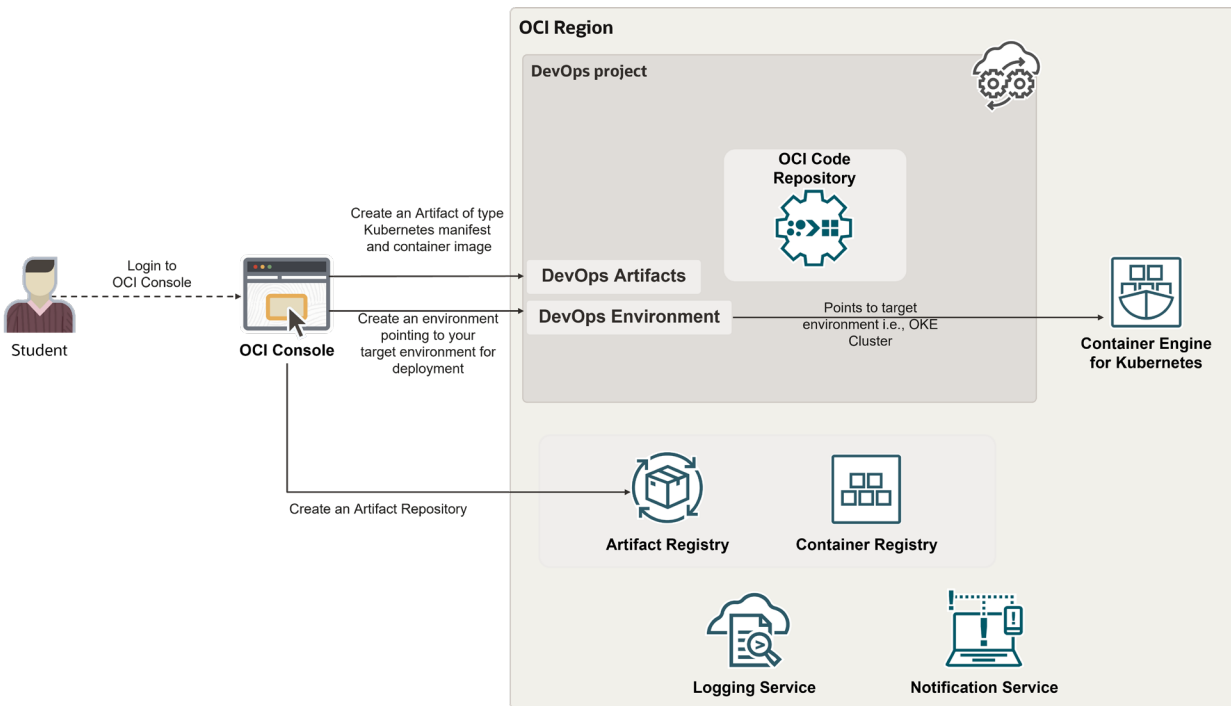 OCI Region
DevOps project
OCI Code
Repository
Create an Artifact of type
Kubernetes manifest
and container image
Login to
OCI Console
DevOps Artifacts
DevOps Environment
Points to target
environment i.e., OKE
Cluster
Create an environment
pointing to your
target environment for
deployment
Student
OCI Console
Container Engine
for Kubernetes
Create an Artifact Repository
Artifact Registry
Container Registry
Logging Service
Notification Service